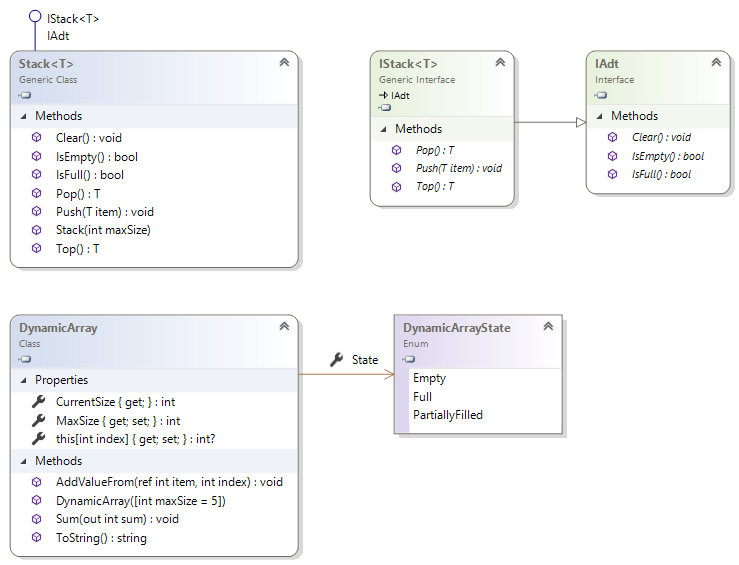 IStack<T>
IAdt
Stack<T>
Generic Class
Methods
Clear() : void
IsEmpty() : bool
IsFull() : bool
Pop() : T
Push(T item) : void
Stack(int maxSize)
Top() : T
IStack<T>
Generic Interface
IAdt
Methods
Pop() : T
Push(T item) : void
Top() : T
IAdt
Interface
Methods
Clear() : void
IsEmpty() : bool
IsFull() : bool
DynamicArray
Class
Properties
CurrentSize { get; } : int
MaxSize { get; set; } : int
this[int index] { get; set; } : int?
Methods
AddValueFrom(ref int item, int index) : void
DynamicArray([int maxSize = 5])
Sum(out int sum) : void
ToString() : string
State
DynamicArrayState
Enum
Empty
Full
PartiallyFilled